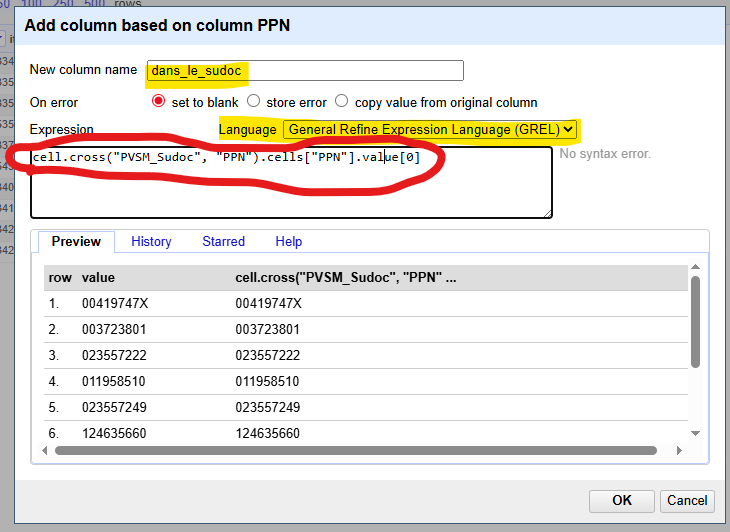 50 100 250 500 rows
Add column based on column PPN
New column name dans_le_sudoc
On error set to blank store error copy value from original column
Expression Language General Refine Expression Language (GREL)
cell.cross("PVSM_Sudoc", "PPN").cells["PPN"].value[0] No syntax error.
Preview History Starred Help
row value cell.cross("PVSM_Sudoc", "PPN" ...
1. 00419747X 00419747X
2. 003723801 003723801
3. 023557222 023557222
4. 011958510 011958510
5. 023557249 023557249
6. 124635660 124635660
OK Cancel